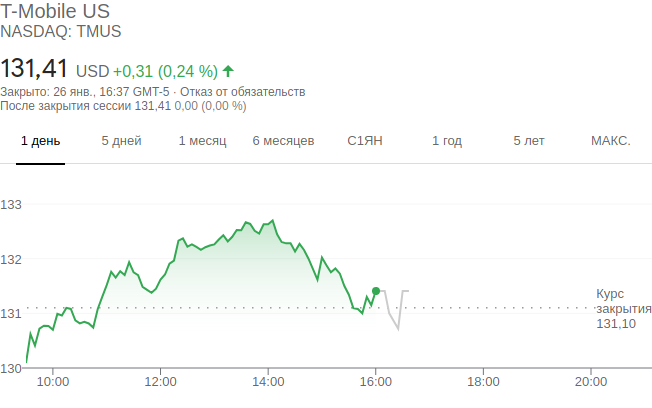 T-Mobile US
NASDAQ: TMUS
131,41 USD +0,31 (0,24 %)
Закрыто: 26 янв., 16:37 GMT-5 · Отказ от обязательств
После закрытия сессии 131,41 0,00 (0,00 %)
1 день 5 дней 1 месяц 6 месяцев С1ЯН 1 год 5 лет МАКС.
133
132
131
130
Курс
закрытия
131,10
10:00 12:00 14:00 16:00 18:00 20:00